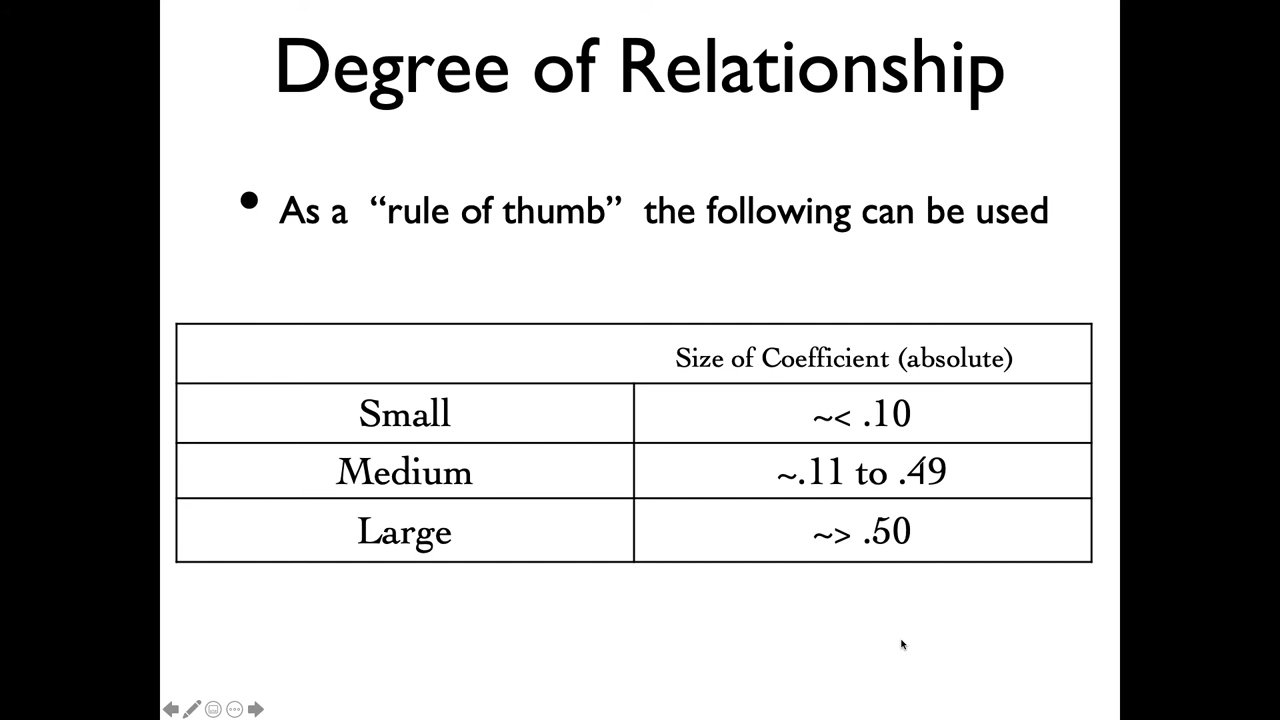 Degree of Relationship
• As a “rule of thumb” the following can be used
Size of Coefficient (absolute)
Small ~< .10
Medium ~.11 to .49
Large ~> .50